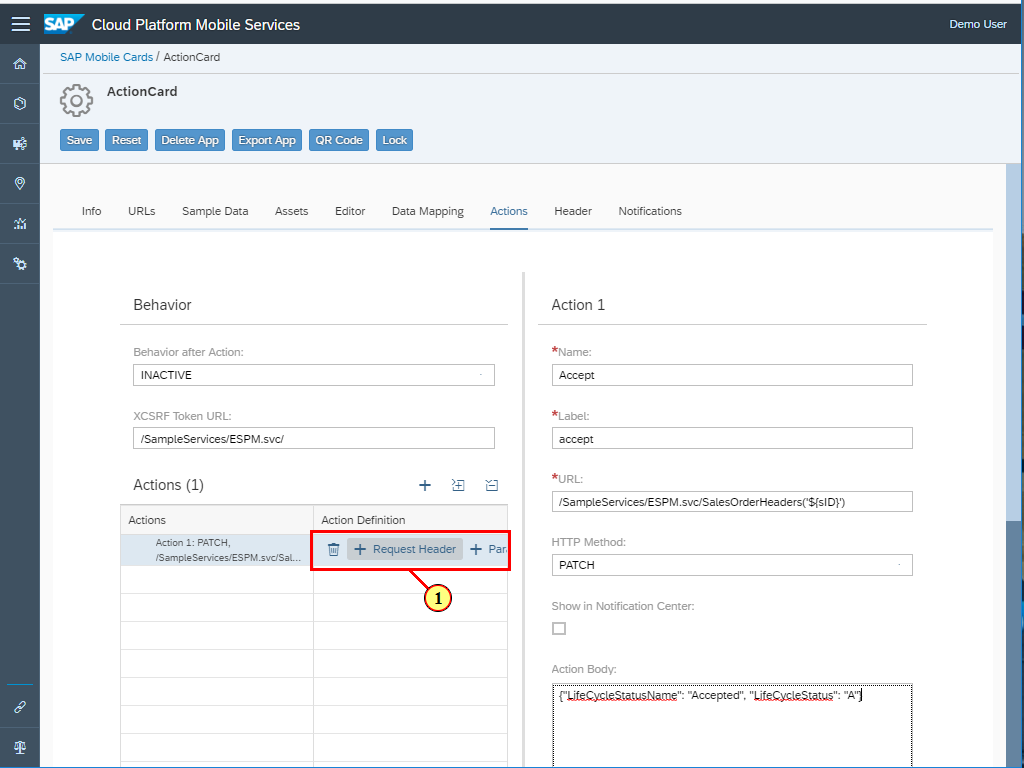 SAP Cloud Platform Mobile Services Demo User
SAP Mobile Cards / ActionCard
ActionCard
Save Reset Delete App Export App QR Code Lock
Info URLs Sample Data Assets Editor Data Mapping Actions Header Notifications
Behavior
Behavior after Action:
INACTIVE
XCSRF Token URL:
/SampleServices/ESPM.svc/
Actions (1)
Actions Action Definition
Action 1: PATCH,
/SampleServices/ESPM.svc/Sal...
Request Header Par
1
Action 1
*Name:
Accept
*Label:
accept
*URL:
/SampleServices/ESPM.svc/SalesOrderHeaders('${sID}')
HTTP Method:
PATCH
Show in Notification Center:
Action Body:
{"LifeCycleStatusName": "Accepted", "LifeCycleStatus": "A"}